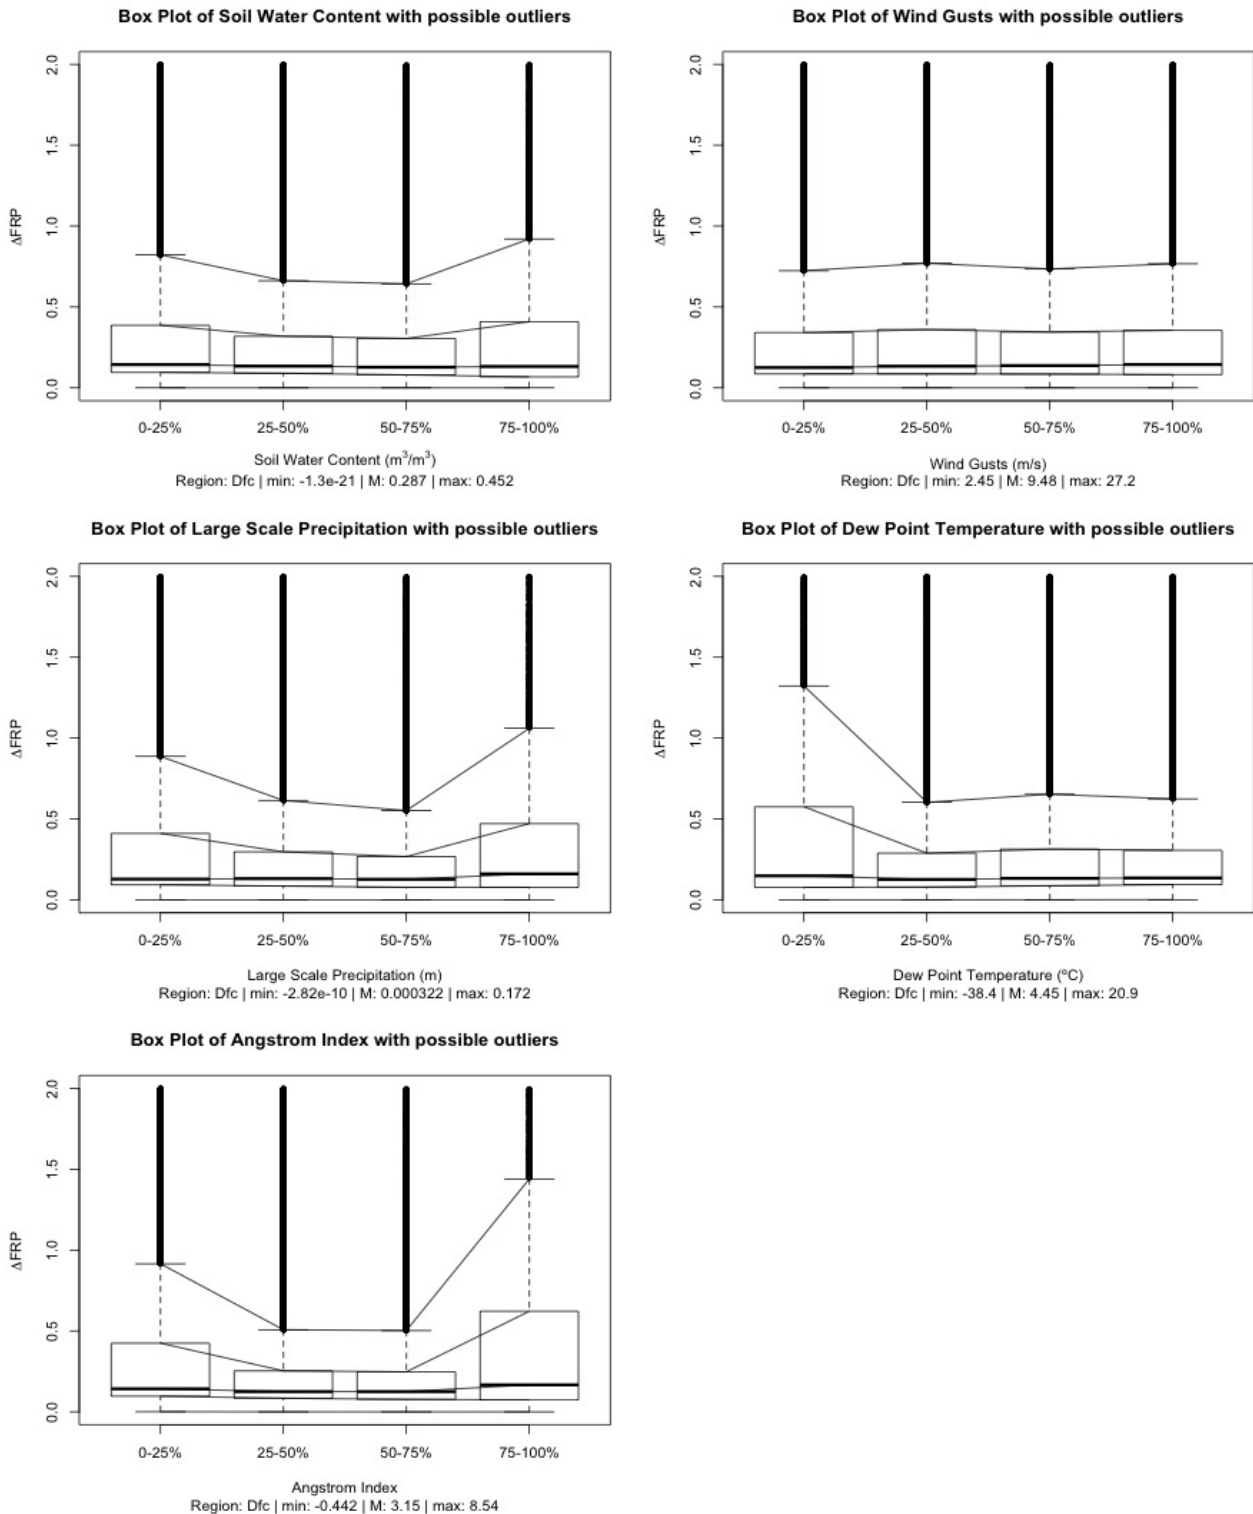 Box Plot of Soil Water Content with possible outliers
ΔFRP
2.0
1.5
1.0
0.5
0.0
0-25% 25-50% 50-75% 75-100%
Soil Water Content (m³/m³)
Region: Dfc | min: -1.3e-21 | M: 0.287 | max: 0.452
Box Plot of Wind Gusts with possible outliers
ΔFRP
2.0
1.5
1.0
0.5
0.0
0-25% 25-50% 50-75% 75-100%
Wind Gusts (m/s)
Region: Dfc | min: 2.45 | M: 9.48 | max: 27.2
Box Plot of Large Scale Precipitation with possible outliers
ΔFRP
2.0
1.5
1.0
0.5
0.0
0-25% 25-50% 50-75% 75-100%
Large Scale Precipitation (m)
Region: Dfc | min: -2.82e-10 | M: 0.000322 | max: 0.172
Box Plot of Dew Point Temperature with possible outliers
ΔFRP
2.0
1.5
1.0
0.5
0.0
0-25% 25-50% 50-75% 75-100%
Dew Point Temperature (ºC)
Region: Dfc | min: -38.4 | M: 4.45 | max: 20.9
Box Plot of Angstrom Index with possible outliers
ΔFRP
2.0
1.5
1.0
0.5
0.0
0-25% 25-50% 50-75% 75-100%
Angstrom Index
Region: Dfc | min: -0.442 | M: 3.15 | max: 8.54